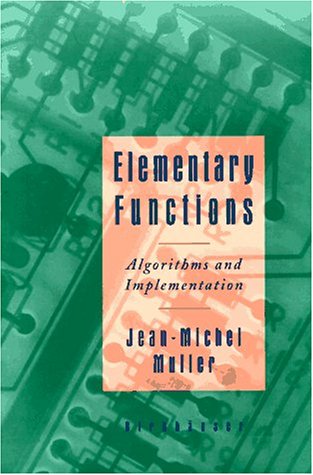 Elementary
Functions
Algorithms and
Implementation
Jean-Michel
Muller
Birkhäuser